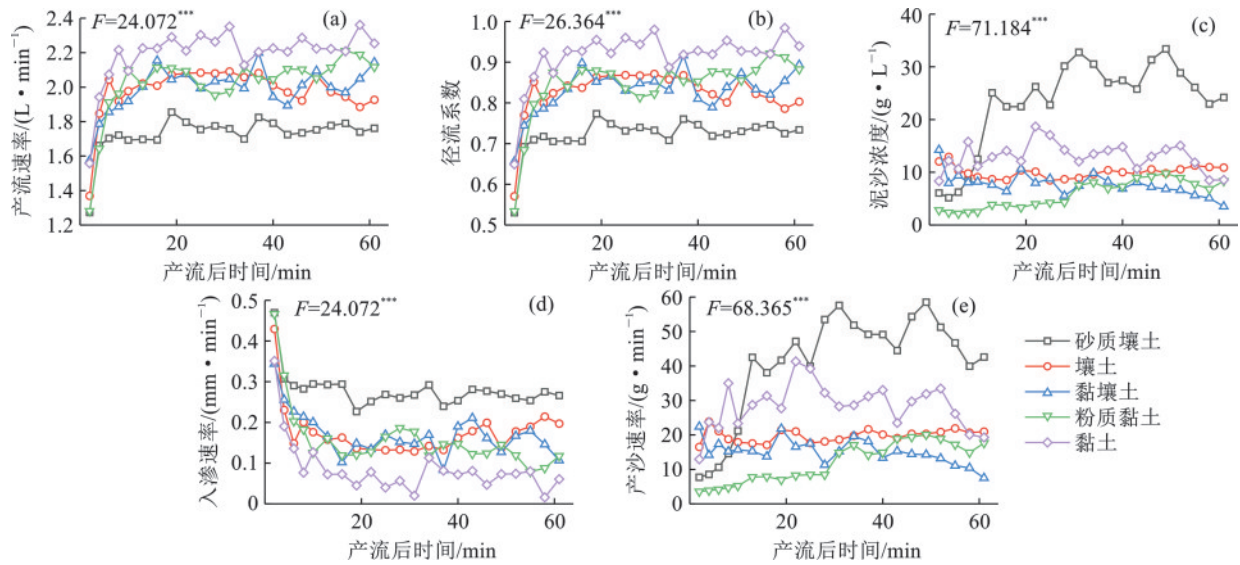 F=24.072***
(a)
产流速率/(L·min⁻¹)
2.4
2.2
2.0
1.8
1.6
1.4
1.2
20
40
60
产流后时间/min
F=26.364***
(b)
径流系数
1.0
0.9
0.8
0.7
0.6
0.5
20
40
60
产流后时间/min
F=71.184***
(c)
泥沙浓度/(g·L⁻¹)
40
30
20
10
0
20
40
60
产流后时间/min
F=24.072***
(d)
入渗速率/(mm·min⁻¹)
0.5
0.4
0.3
0.2
0.1
0
20
40
60
产流后时间/min
F=68.365***
(e)
产沙速率/(g·min⁻¹)
60
50
40
30
20
10
0
20
40
60
产流后时间/min
砂质壤土
壤土
黏壤土
粉质黏土
黏土